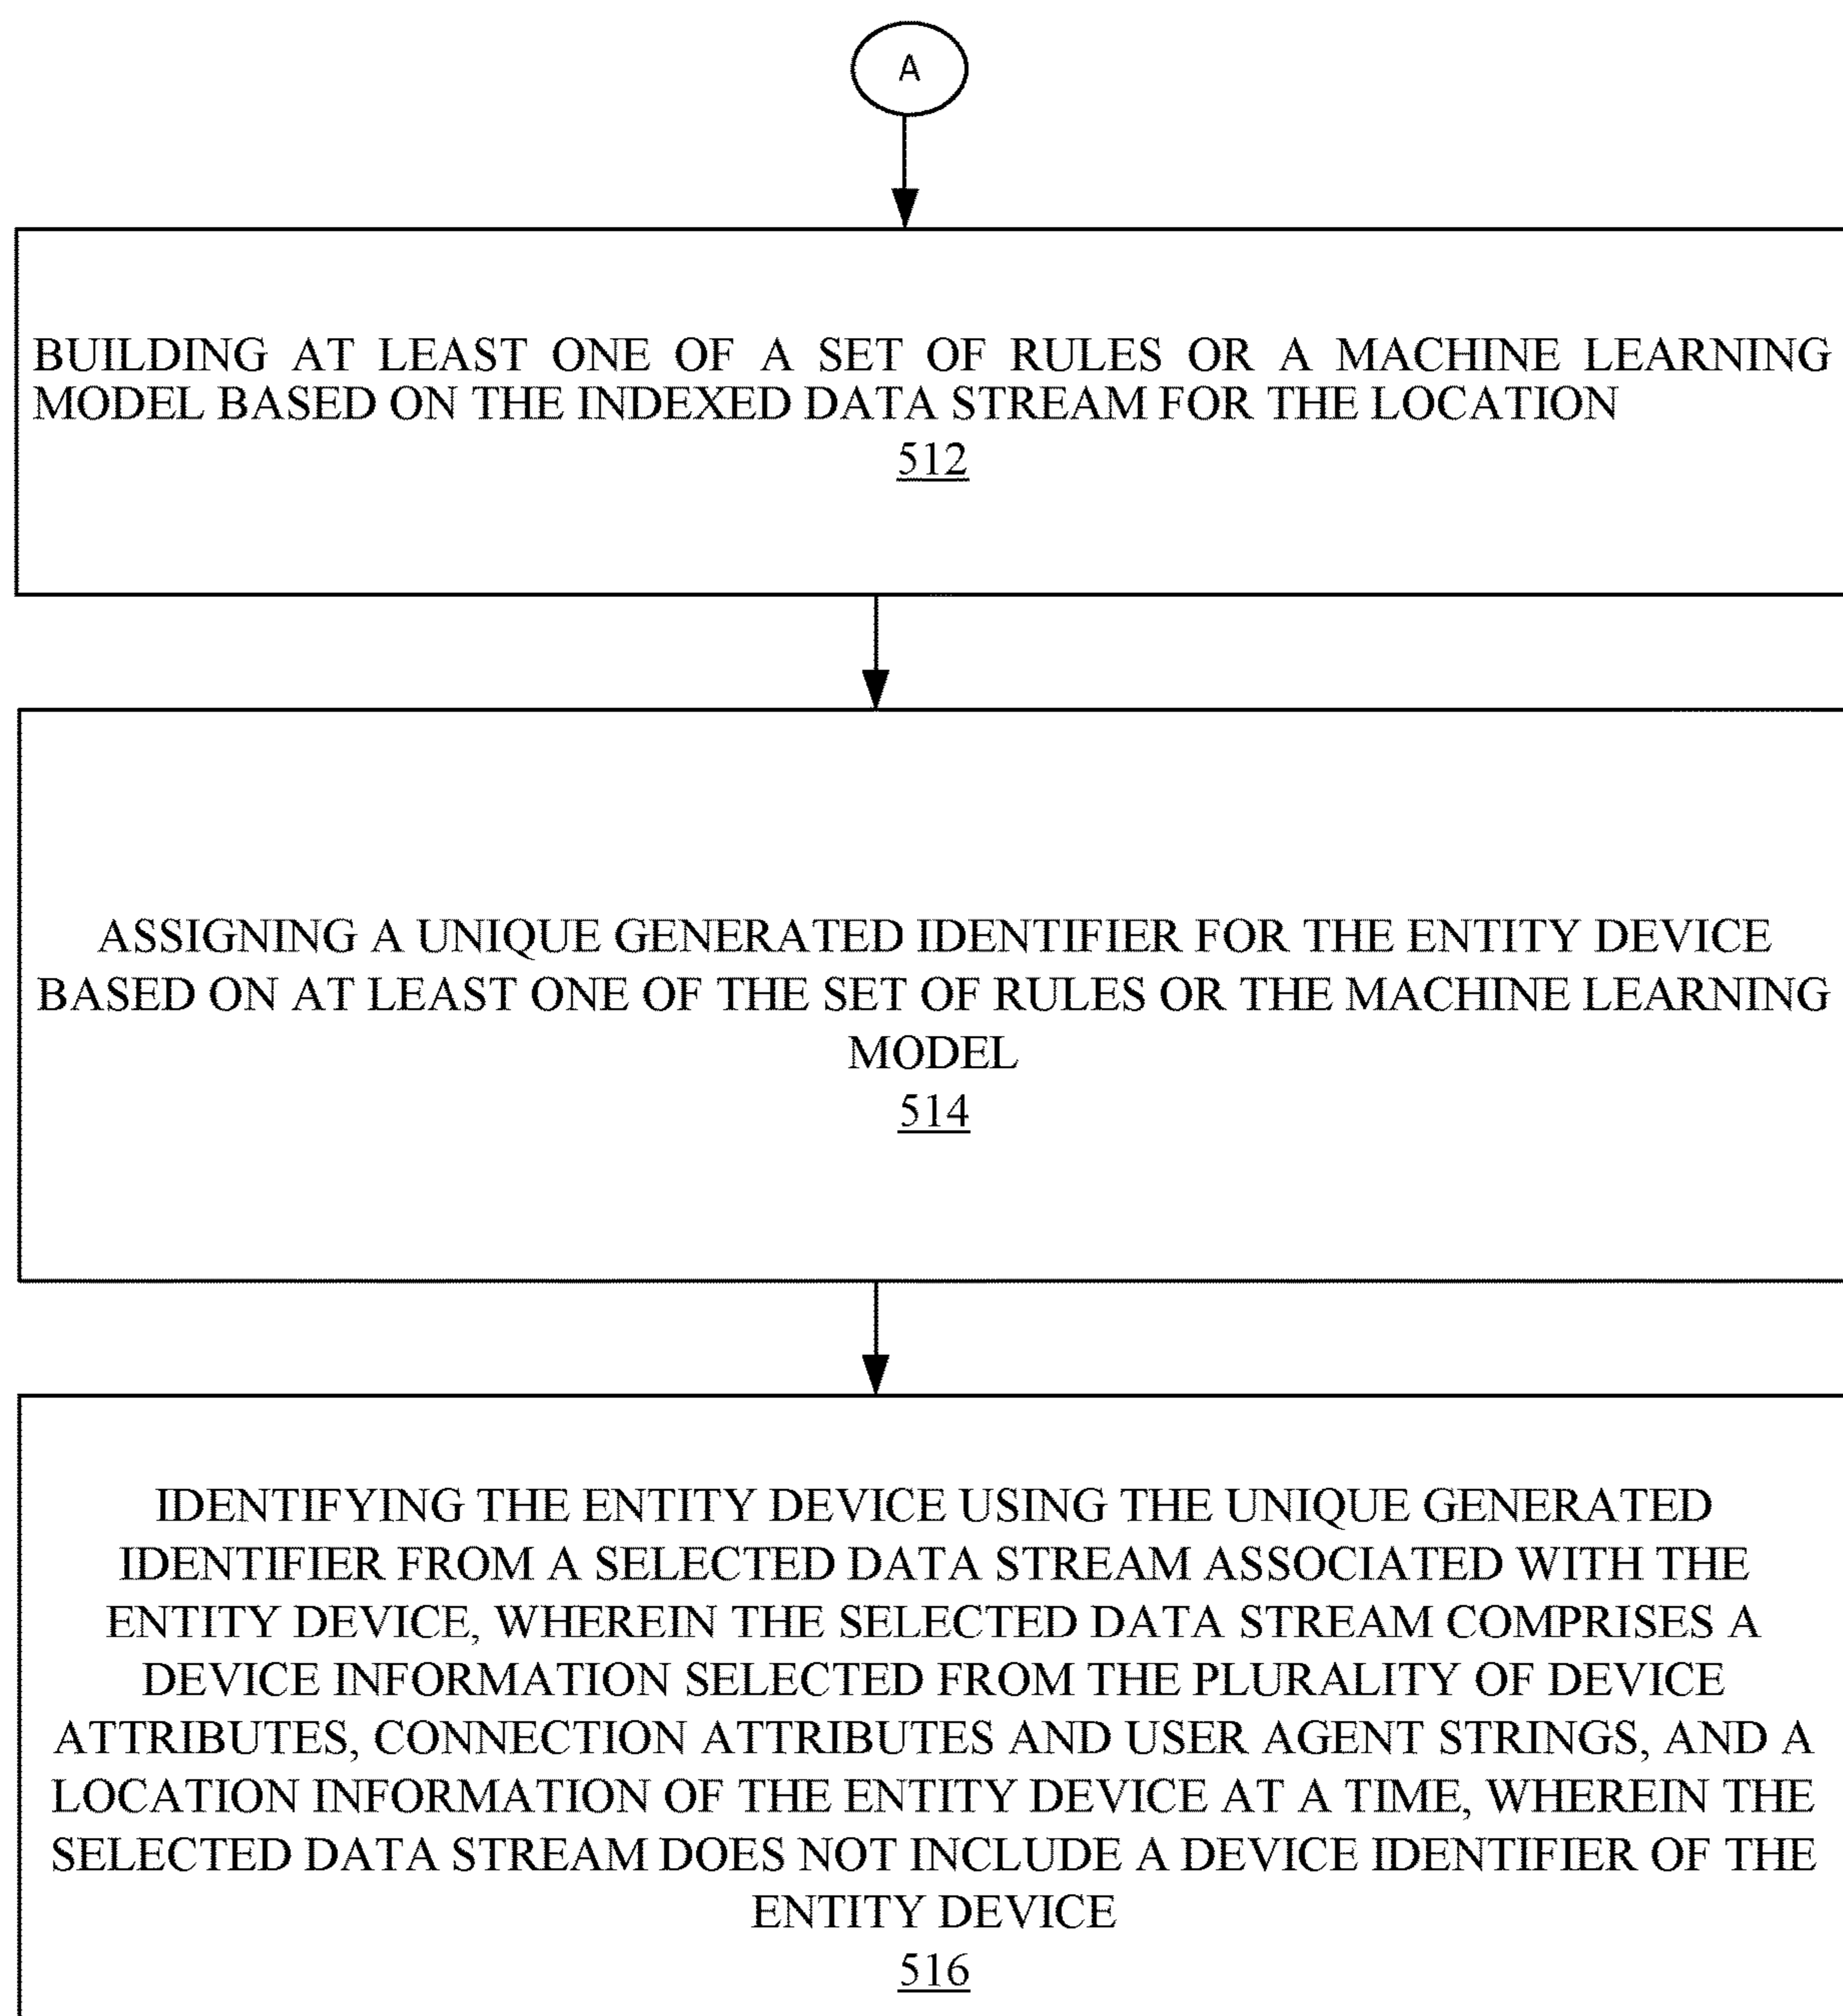 A
BUILDING AT LEAST ONE OF A SET OF RULES OR A MACHINE LEARNING
MODEL BASED ON THE INDEXED DATA STREAM FOR THE LOCATION
512
ASSIGNING A UNIQUE GENERATED IDENTIFIER FOR THE ENTITY DEVICE
BASED ON AT LEAST ONE OF THE SET OF RULES OR THE MACHINE LEARNING
MODEL
514
IDENTIFYING THE ENTITY DEVICE USING THE UNIQUE GENERATED
IDENTIFIER FROM A SELECTED DATA STREAM ASSOCIATED WITH THE
ENTITY DEVICE, WHEREIN THE SELECTED DATA STREAM COMPRISES A
DEVICE INFORMATION SELECTED FROM THE PLURALITY OF DEVICE
ATTRIBUTES, CONNECTION ATTRIBUTES AND USER AGENT STRINGS, AND A
LOCATION INFORMATION OF THE ENTITY DEVICE AT A TIME, WHEREIN THE
SELECTED DATA STREAM DOES NOT INCLUDE A DEVICE IDENTIFIER OF THE
ENTITY DEVICE
516